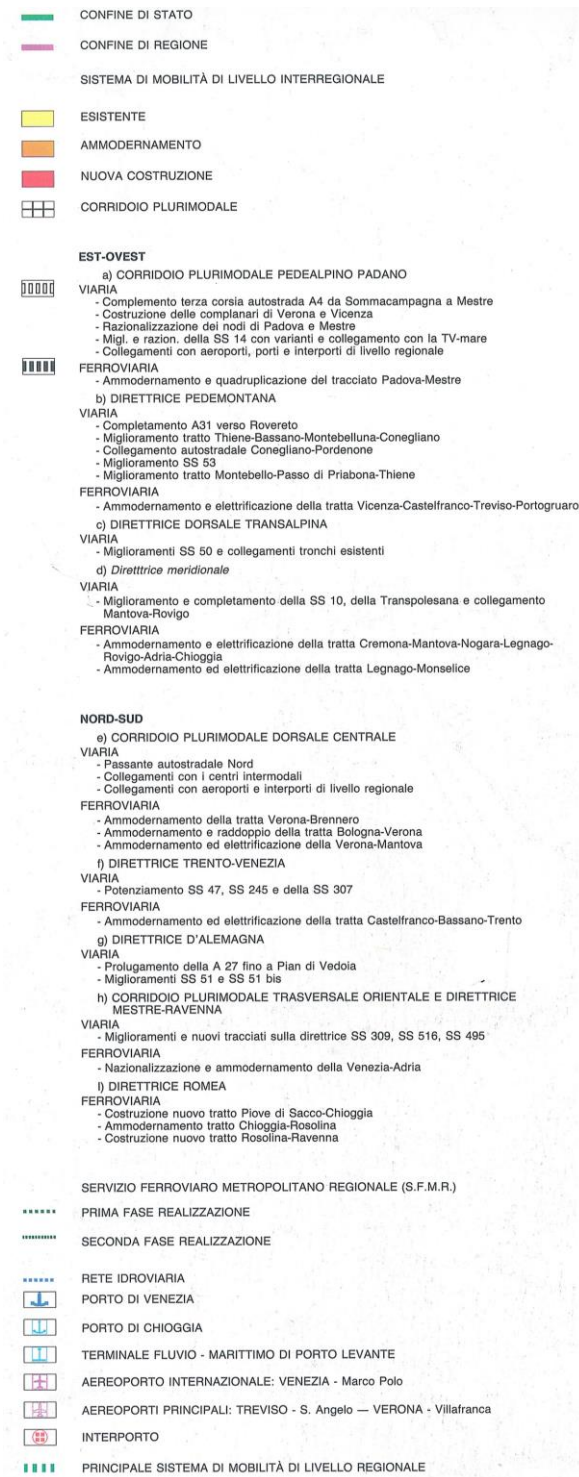 CONFINE DI STATO
CONFINE DI REGIONE
SISTEMA DI MOBILITÀ DI LIVELLO INTERREGIONALE
ESISTENTE
AMMODERNAMENTO
NUOVA COSTRUZIONE
CORRIDOIO PLURIMODALE
EST-OVEST
a) CORRIDOIO PLURIMODALE PEDEALPINO PADANO
VIARIA
- Complemento terza corsia autostrada A4 da Sommacampagna a Mestre
- Costruzione delle complanari di Verona e Vicenza
- Razionalizzazione dei nodi di Padova e Mestre
- Migl. e razion. della SS 14 con varianti e collegamento con la TV-mare
- Collegamenti con aeroporti, porti e interporti di livello regionale
FERROVIARIA
- Ammodernamento e quadruplicazione del tracciato Padova-Mestre
b) DIRETTRICE PEDEMONTANA
VIARIA
- Completamento A31 verso Rovereto
- Miglioramento tratto Thiene-Bassano-Montebelluna-Conegliano
- Collegamento autostradale Conegliano-Pordenone
- Miglioramento SS 53
- Miglioramento tratto Montebello-Passo di Priabona-Thiene
FERROVIARIA
- Ammodernamento e elettrificazione della tratta Vicenza-Castelfranco-Treviso-Portogruaro
c) DIRETTRICE DORSALE TRANSALPINA
VIARIA
- Miglioramenti SS 50 e collegamenti tronchi esistenti
d) Direttrice meridionale
VIARIA
- Miglioramento e completamento della SS 10, della Transpolesana e collegamento
Mantova-Rovigo
FERROVIARIA
- Ammodernamento e elettrificazione della tratta Cremona-Mantova-Nogara-Legnago-
Rovigo-Adria-Chioggia
- Ammodernamento ed elettrificazione della tratta Legnago-Monselice
NORD-SUD
e) CORRIDOIO PLURIMODALE DORSALE CENTRALE
VIARIA
- Passante autostradale Nord
- Collegamenti con i centri intermodali
- Collegamenti con aeroporti e interporti di livello regionale
FERROVIARIA
- Ammodernamento della tratta Verona-Brennero
- Ammodernamento e raddoppio della tratta Bologna-Verona
- Ammodernamento ed elettrificazione della Verona-Mantova
f) DIRETTRICE TRENTO-VENEZIA
VIARIA
- Potenziamento SS 47, SS 245 e della SS 307
FERROVIARIA
- Ammodernamento ed elettrificazione della tratta Castelfranco-Bassano-Trento
g) DIRETTRICE D'ALEMAGNA
VIARIA
- Prolugamento della A 27 fino a Pian di Vedoia
- Miglioramenti SS 51 e SS 51 bis
h) CORRIDOIO PLURIMODALE TRASVERSALE ORIENTALE E DIRETTRICE
MESTRE-RAVENNA
VIARIA
- Miglioramenti e nuovi tracciati sulla direttrice SS 309, SS 516, SS 495
FERROVIARIA
- Nazionalizzazione e ammodernamento della Venezia-Adria
I) DIRETTRICE ROMEA
FERROVIARIA
- Costruzione nuovo tratto Piove di Sacco-Chioggia
- Ammodernamento tratto Chioggia-Rosolina
- Costruzione nuovo tratto Rosolina-Ravenna
SERVIZIO FERROVIARO METROPOLITANO REGIONALE (S.F.M.R.)
PRIMA FASE REALIZZAZIONE
SECONDA FASE REALIZZAZIONE
RETE IDROVIARIA
PORTO DI VENEZIA
PORTO DI CHIOGGIA
TERMINALE FLUVIO - MARITTIMO DI PORTO LEVANTE
AEREOPORTO INTERNAZIONALE: VENEZIA - Marco Polo
AEREOPORTI PRINCIPALI: TREVISO - S. Angelo — VERONA - Villafranca
INTERPORTO
PRINCIPALE SISTEMA DI MOBILITÀ DI LIVELLO REGIONALE